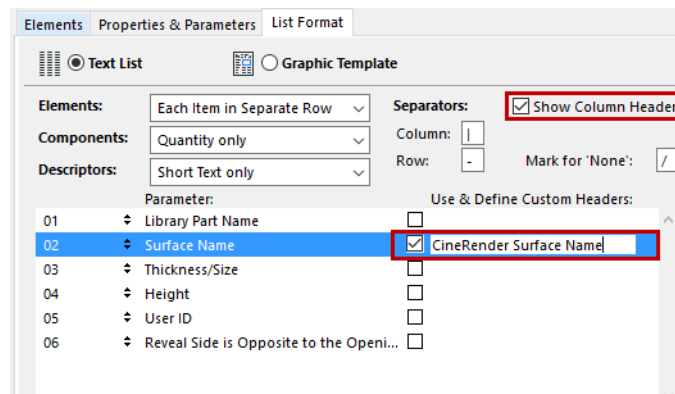 Elements Properties & Parameters List Format
Text List Graphic Template
Elements: Each Item in Separate Row Separators: Show Column Header
Components: Quantity only Column: |
Descriptors: Short Text only Row: - Mark for 'None': /
Parameter: Use & Define Custom Headers:
01 Library Part Name
02 Surface Name CineRender Surface Name
03 Thickness/Size
04 Height
05 User ID
06 Reveal Side is Opposite to the Openi...